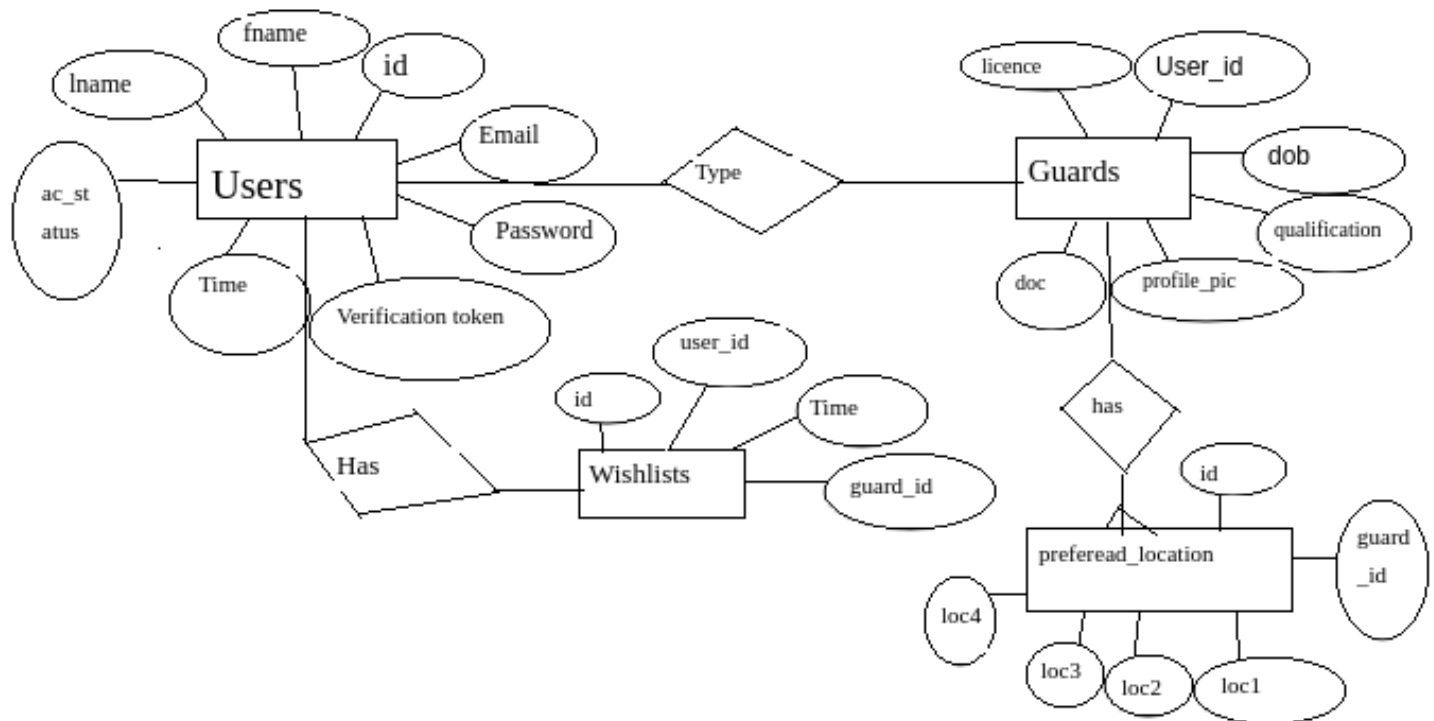 fname
id
lname
Email
ac_st
atus
Users
Password
Time
Verification token
Type
licence
User_id
Guards
dob
qualification
doc
profile_pic
has
Has
id
user_id
Time
Wishlists
guard_id
id
preferead_location
guard
_id
loc4
loc3
loc2
loc1